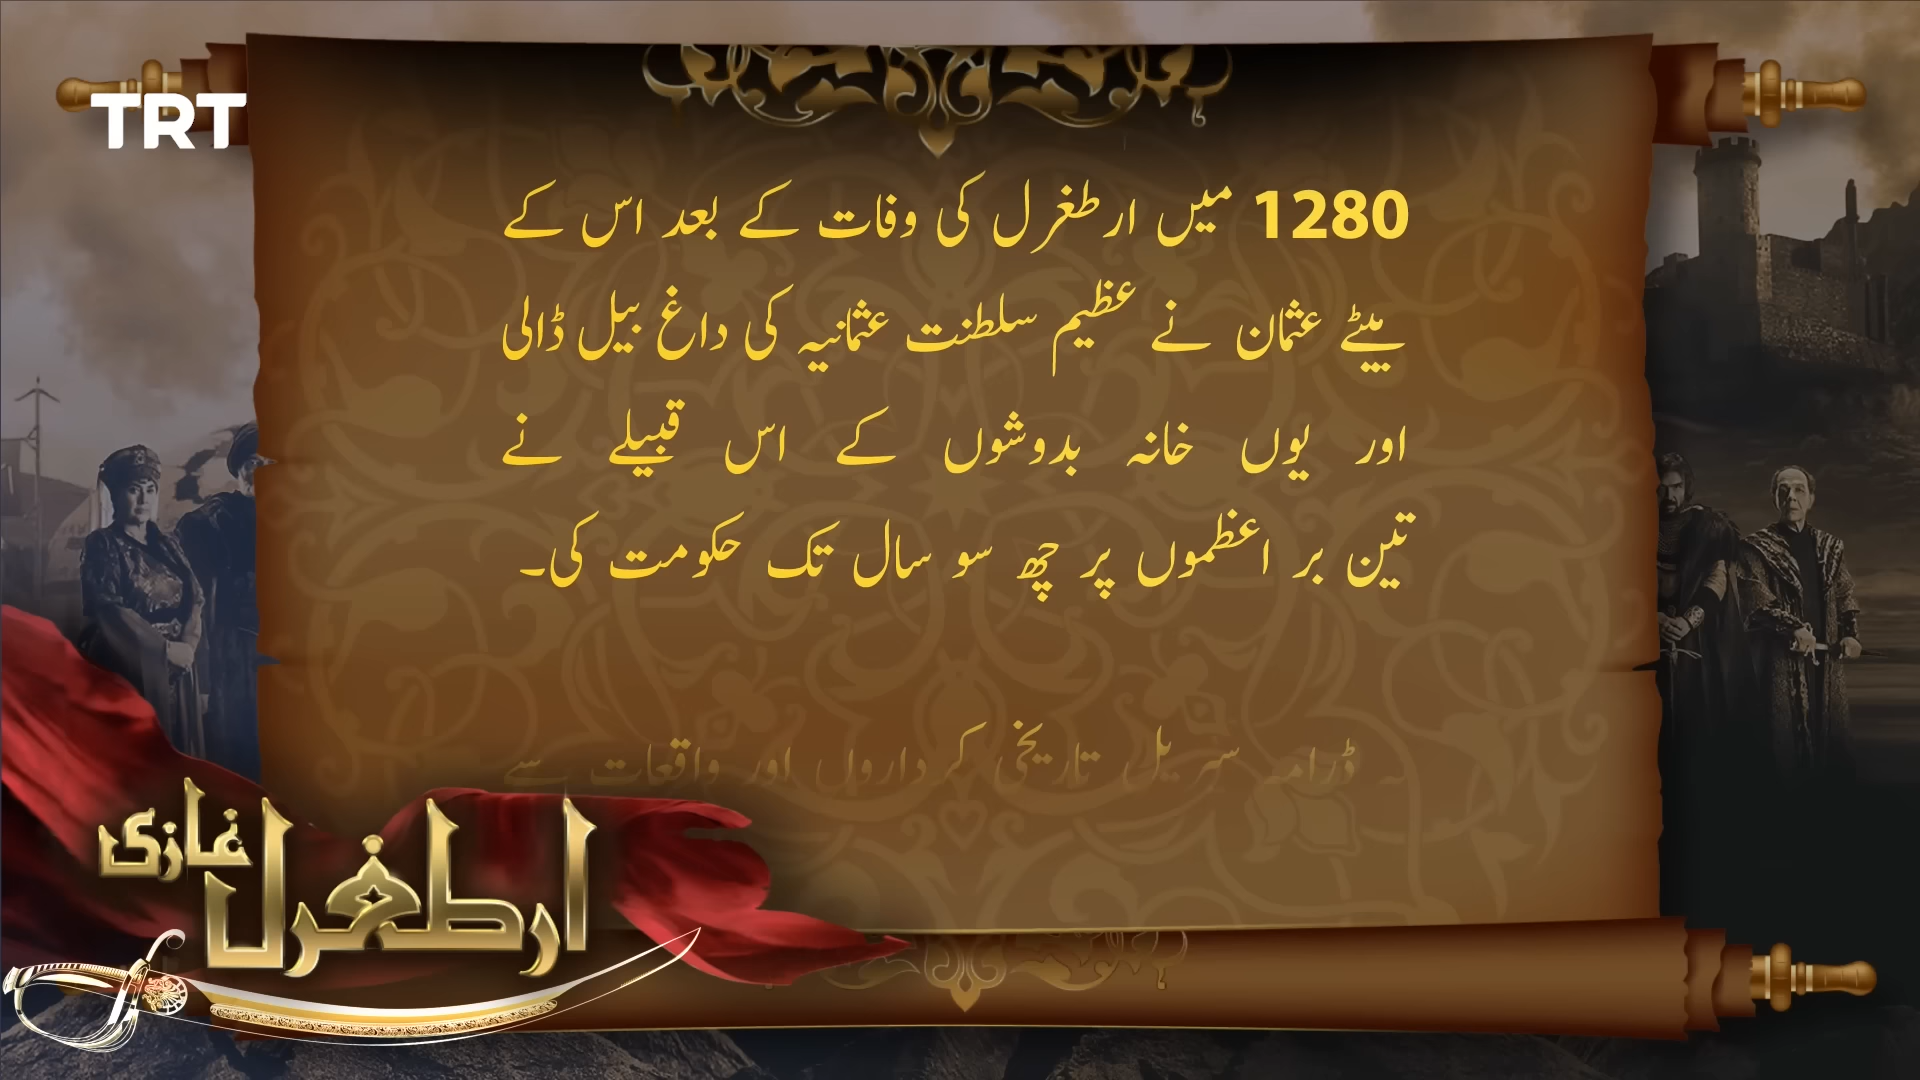 TRT
1280 میں ارطغرل کی وفات کے بعد اس کے
بیٹے عثمان نے عظیم سلطنت عثمانیہ کی داغ بیل ڈالی
اور یوں خانہ بدوشوں کے اس قبیلے نے
تین بر اعظموں پر چھ سو سال تک حکومت کی۔
ڈرامہ سیریل تاریخی کرداروں اور واقعات سے
ارطغرل غازی